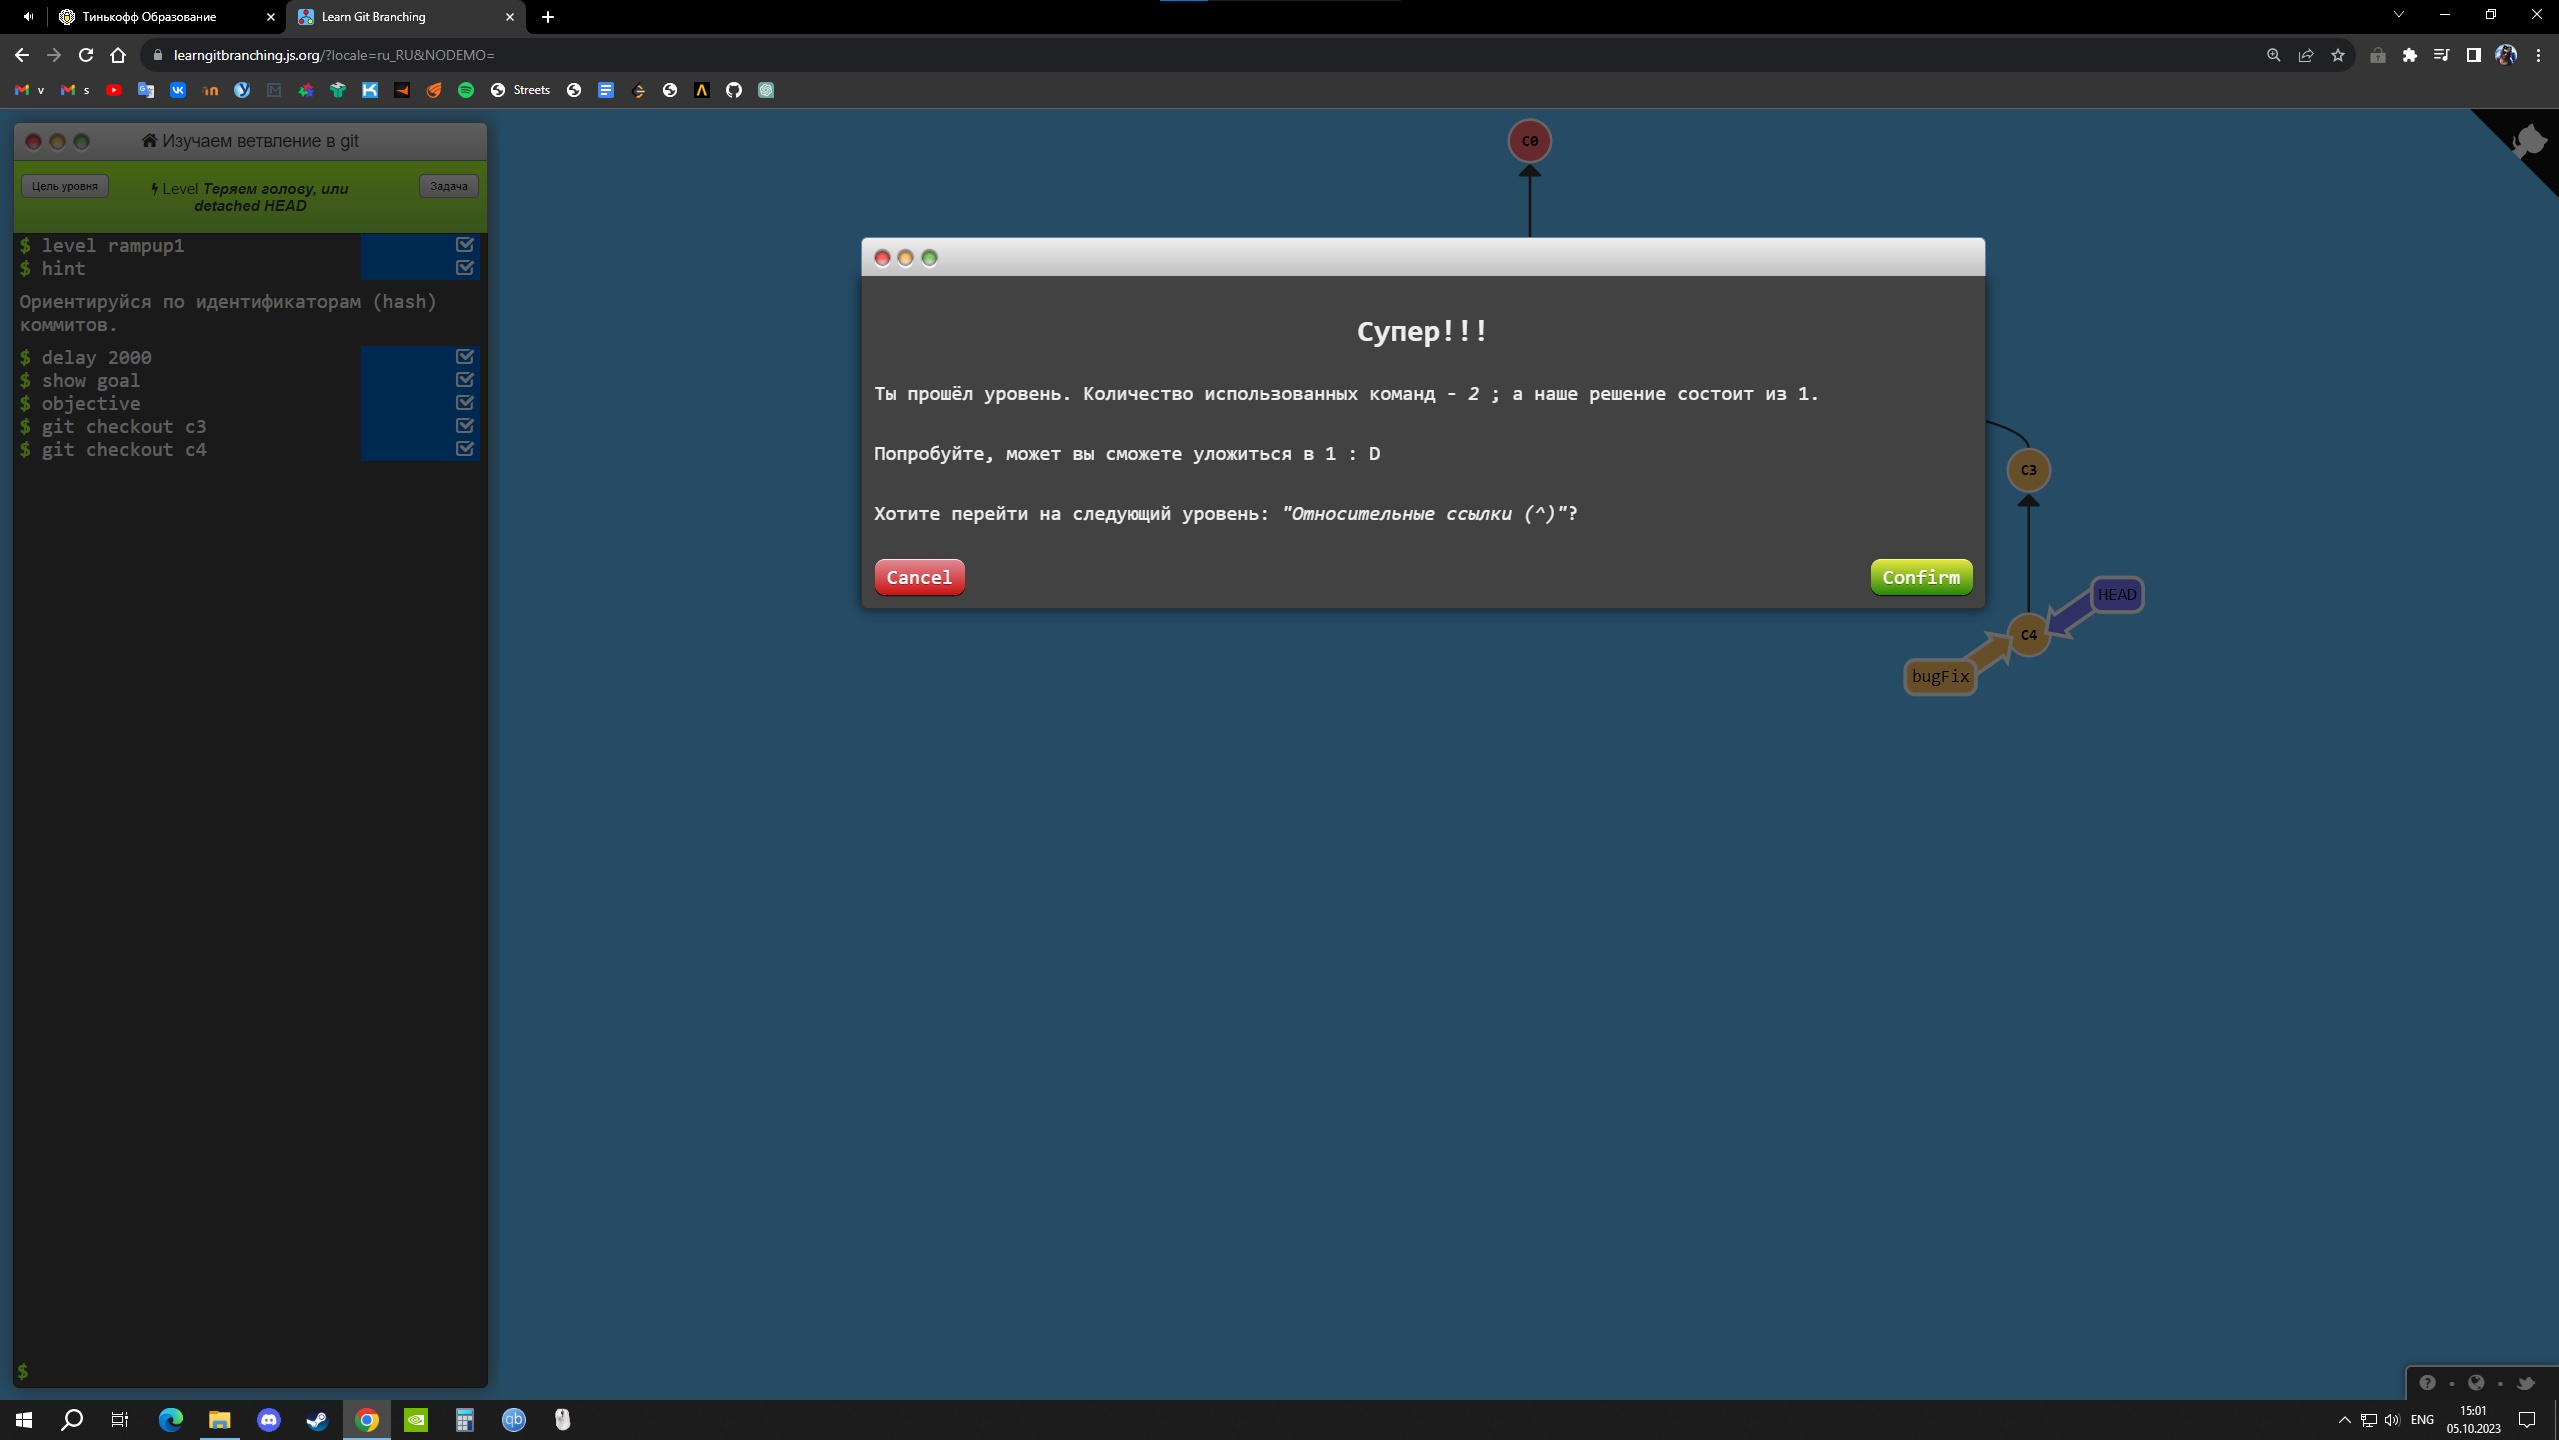 Тинькофф Образование
Learn Git Branching
learngitbranching.js.org/?locale=ru_RU&NODEMO=
v
s
Streets
Изучаем ветвление в git
Цель уровня
Level Теряем голову, или
detached HEAD
Задача
$ level rampup1
$ hint
Ориентируйся по идентификаторам (hash)
коммитов.
$ delay 2000
$ show goal
$ objective
$ git checkout c3
$ git checkout c4
$
C0
Супер!!!
Ты прошёл уровень. Количество использованных команд - 2 ; а наше решение состоит из 1.
Попробуйте, может вы сможете уложиться в 1 : D
Хотите перейти на следующий уровень: "Относительные ссылки (^)"?
Cancel
Confirm
C3
HEAD
C4
bugFix
ENG
15:01
05.10.2023